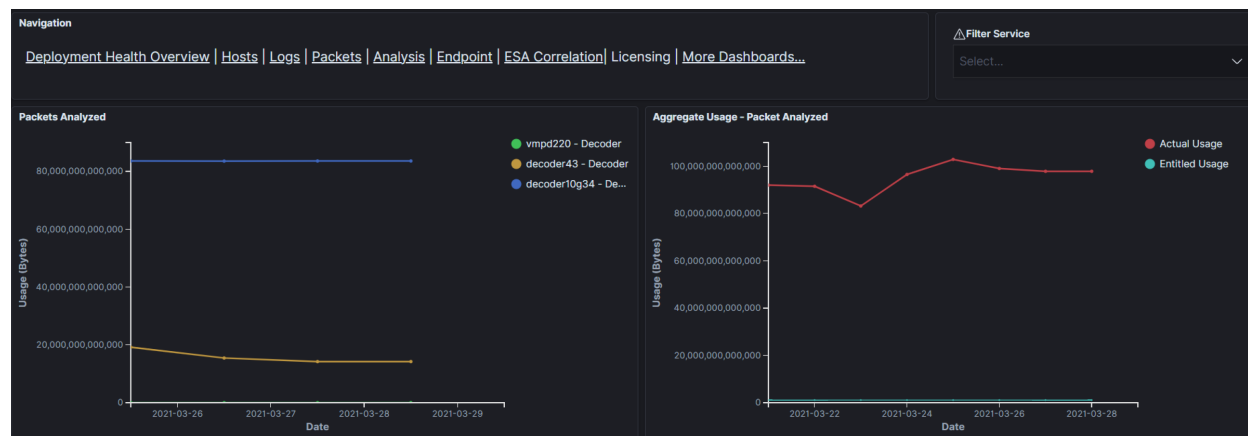 Navigation
Deployment Health Overview | Hosts | Logs | Packets | Analysis | Endpoint | ESA Correlation| Licensing | More Dashboards...
⚠Filter Service
Select...
Packets Analyzed
vmpd220 - Decoder
decoder43 - Decoder
decoder10g34 - De...
80,000,000,000,000
60,000,000,000,000
40,000,000,000,000
20,000,000,000,000
0
Usage (Bytes)
2021-03-26 2021-03-27 2021-03-28 2021-03-29
Date
Aggregate Usage - Packet Analyzed
Actual Usage
Entitled Usage
100,000,000,000,000
80,000,000,000,000
60,000,000,000,000
40,000,000,000,000
20,000,000,000,000
0
Usage (Bytes)
2021-03-22 2021-03-24 2021-03-26 2021-03-28
Date